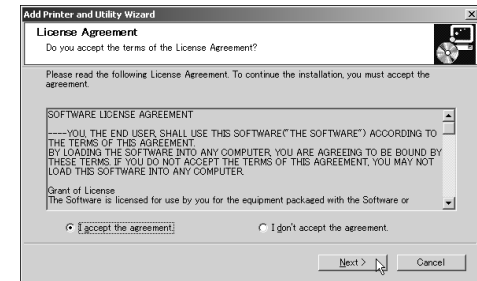 Add Printer and Utility Wizard
License Agreement
Do you accept the terms of the License Agreement?
Please read the following License Agreement. To continue the installation, you must accept the
agreement.
SOFTWARE LICENSE AGREEMENT
----YOU, THE END USER, SHALL USE THIS SOFTWARE("THE SOFTWARE") ACCORDING TO
THE TERMS OF THIS AGREEMENT.
BY LOADING THE SOFTWARE INTO ANY COMPUTER, YOU ARE AGREEING TO BE BOUND BY
THESE TERMS. IF YOU DO NOT ACCEPT THE TERMS OF THIS AGREEMENT, YOU MAY NOT
LOAD THIS SOFTWARE INTO ANY COMPUTER.
Grant of License
The Software is licensed for use by you for the equipment packaged with the Software or
I accept the agreement.
I don't accept the agreement.
Next >
Cancel